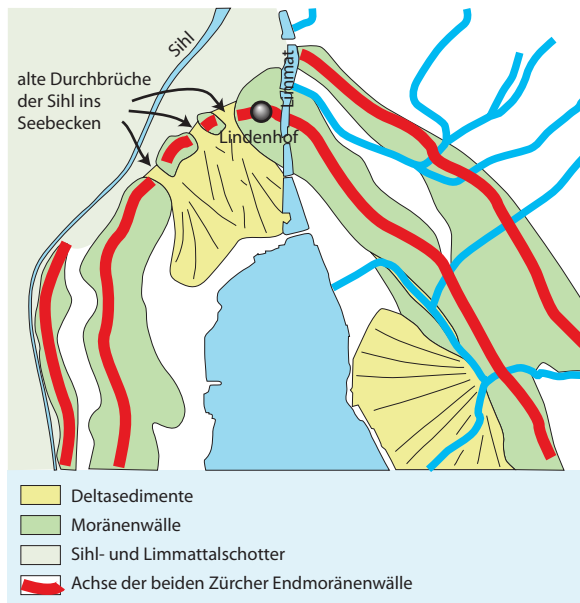 Sihl
alte Durchbrüche
der Sihl ins
Seebecken
Limmat
Lindenhof
Deltasedimente
Moränenwälle
Sihl- und Limmattalschotter
Achse der beiden Zürcher Endmoränenwälle